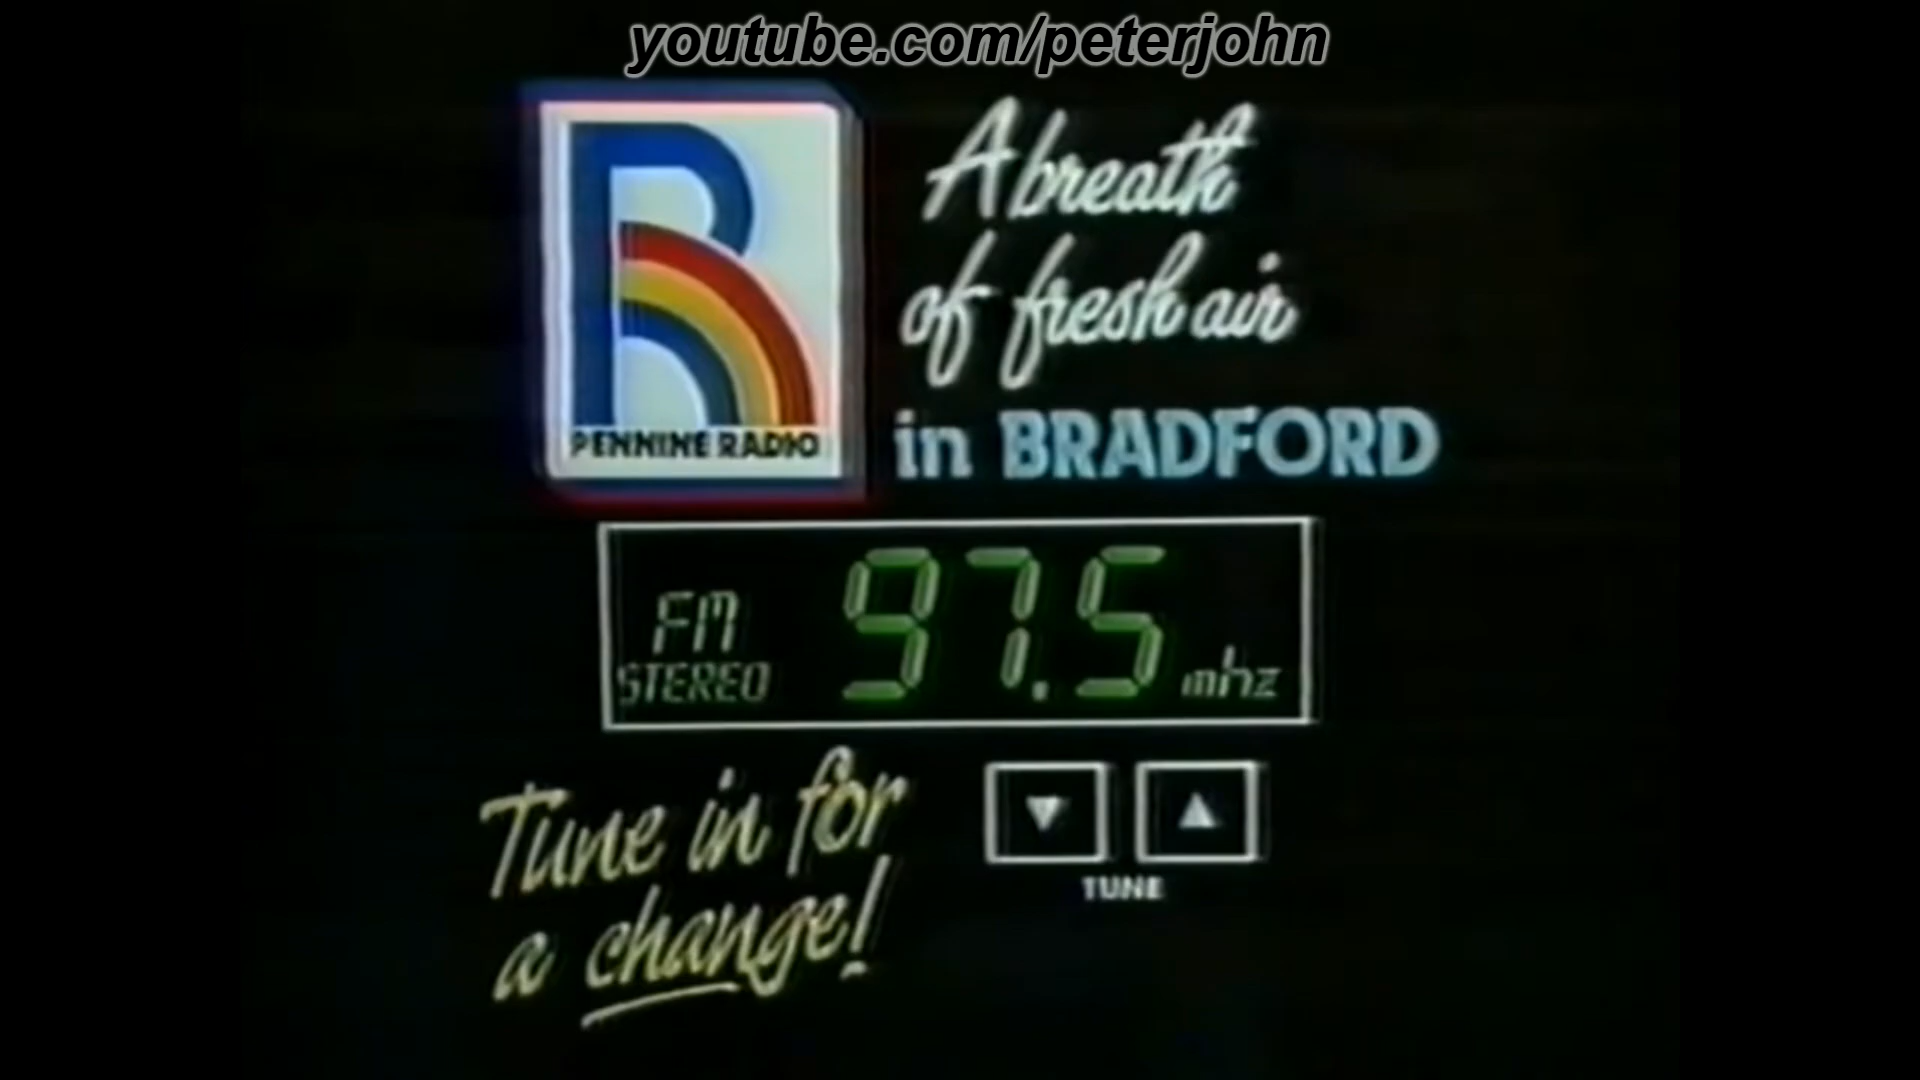 youtube.com/peterjohn
A breath
of fresh air
in BRADFORD
PENNINE RADIO
FM
STEREO
97.5 mhz
Tune in for
a change!
TUNE